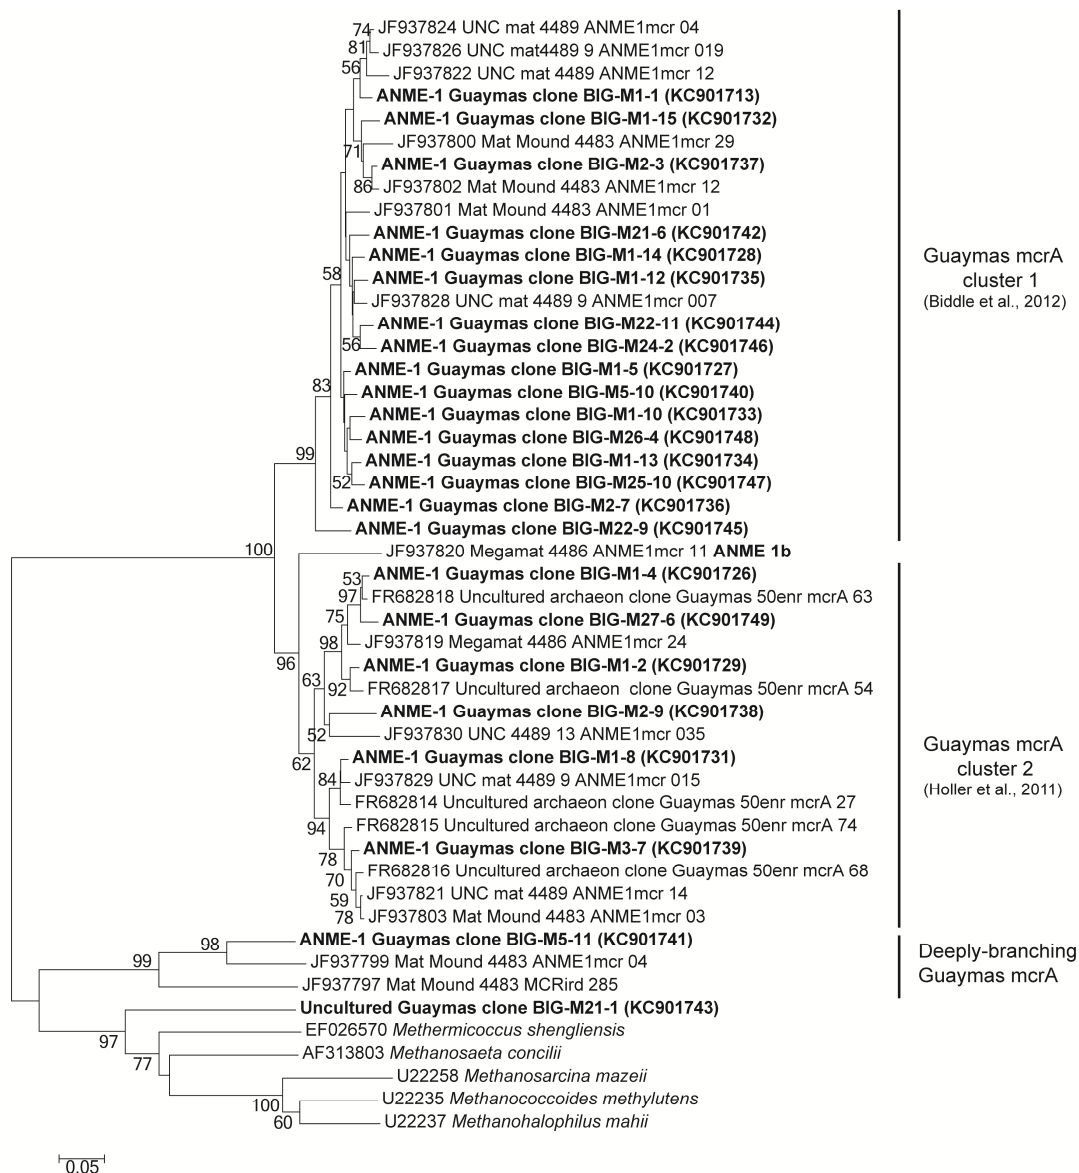 74 JF937824 UNC mat 4489 ANME1mcr 04
81 JF937826 UNC mat4489 9 ANME1mcr 019
56 JF937822 UNC mat 4489 ANME1mcr 12
ANME-1 Guaymas clone BIG-M1-1 (KC901713)
ANME-1 Guaymas clone BIG-M1-15 (KC901732)
71 JF937800 Mat Mound 4483 ANME1mcr 29
ANME-1 Guaymas clone BIG-M2-3 (KC901737)
86 JF937802 Mat Mound 4483 ANME1mcr 12
JF937801 Mat Mound 4483 ANME1mcr 01
ANME-1 Guaymas clone BIG-M21-6 (KC901742)
ANME-1 Guaymas clone BIG-M1-14 (KC901728)
58 ANME-1 Guaymas clone BIG-M1-12 (KC901735)
JF937828 UNC mat 4489 9 ANME1mcr 007
ANME-1 Guaymas clone BIG-M22-11 (KC901744)
56 ANME-1 Guaymas clone BIG-M24-2 (KC901746)
ANME-1 Guaymas clone BIG-M1-5 (KC901727)
83 ANME-1 Guaymas clone BIG-M5-10 (KC901740)
ANME-1 Guaymas clone BIG-M1-10 (KC901733)
ANME-1 Guaymas clone BIG-M26-4 (KC901748)
99 ANME-1 Guaymas clone BIG-M1-13 (KC901734)
52 ANME-1 Guaymas clone BIG-M25-10 (KC901747)
ANME-1 Guaymas clone BIG-M2-7 (KC901736)
ANME-1 Guaymas clone BIG-M22-9 (KC901745)
Guaymas mcrA
cluster 1
(Biddle et al., 2012)
100 JF937820 Megamat 4486 ANME1mcr 11 ANME 1b
53 ANME-1 Guaymas clone BIG-M1-4 (KC901726)
97 FR682818 Uncultured archaeon clone Guaymas 50enr mcrA 63
75 ANME-1 Guaymas clone BIG-M27-6 (KC901749)
98 JF937819 Megamat 4486 ANME1mcr 24
96 ANME-1 Guaymas clone BIG-M1-2 (KC901729)
63 92 FR682817 Uncultured archaeon clone Guaymas 50enr mcrA 54
ANME-1 Guaymas clone BIG-M2-9 (KC901738)
52 JF937830 UNC 4489 13 ANME1mcr 035
62 ANME-1 Guaymas clone BIG-M1-8 (KC901731)
84 JF937829 UNC mat 4489 9 ANME1mcr 015
FR682814 Uncultured archaeon clone Guaymas 50enr mcrA 27
94 FR682815 Uncultured archaeon clone Guaymas 50enr mcrA 74
78 ANME-1 Guaymas clone BIG-M3-7 (KC901739)
70 FR682816 Uncultured archaeon clone Guaymas 50enr mcrA 68
59 JF937821 UNC mat 4489 ANME1mcr 14
78 JF937803 Mat Mound 4483 ANME1mcr 03
Guaymas mcrA
cluster 2
(Holler et al., 2011)
98 ANME-1 Guaymas clone BIG-M5-11 (KC901741)
99 JF937799 Mat Mound 4483 ANME1mcr 04
JF937797 Mat Mound 4483 MCRird 285
Deeply-branching
Guaymas mcrA
Uncultured Guaymas clone BIG-M21-1 (KC901743)
97 EF026570 Methermicoccus shengliensis
77 AF313803 Methanosaeta concilii
U22258 Methanosarcina mazeii
100 U22235 Methanococcoides methylutens
60 U22237 Methanohalophilus mahii
0.05